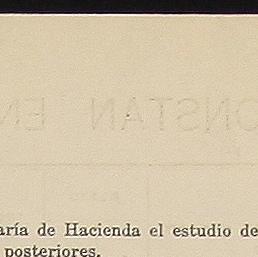 aría de Hacienda el estudio de
posteriores.